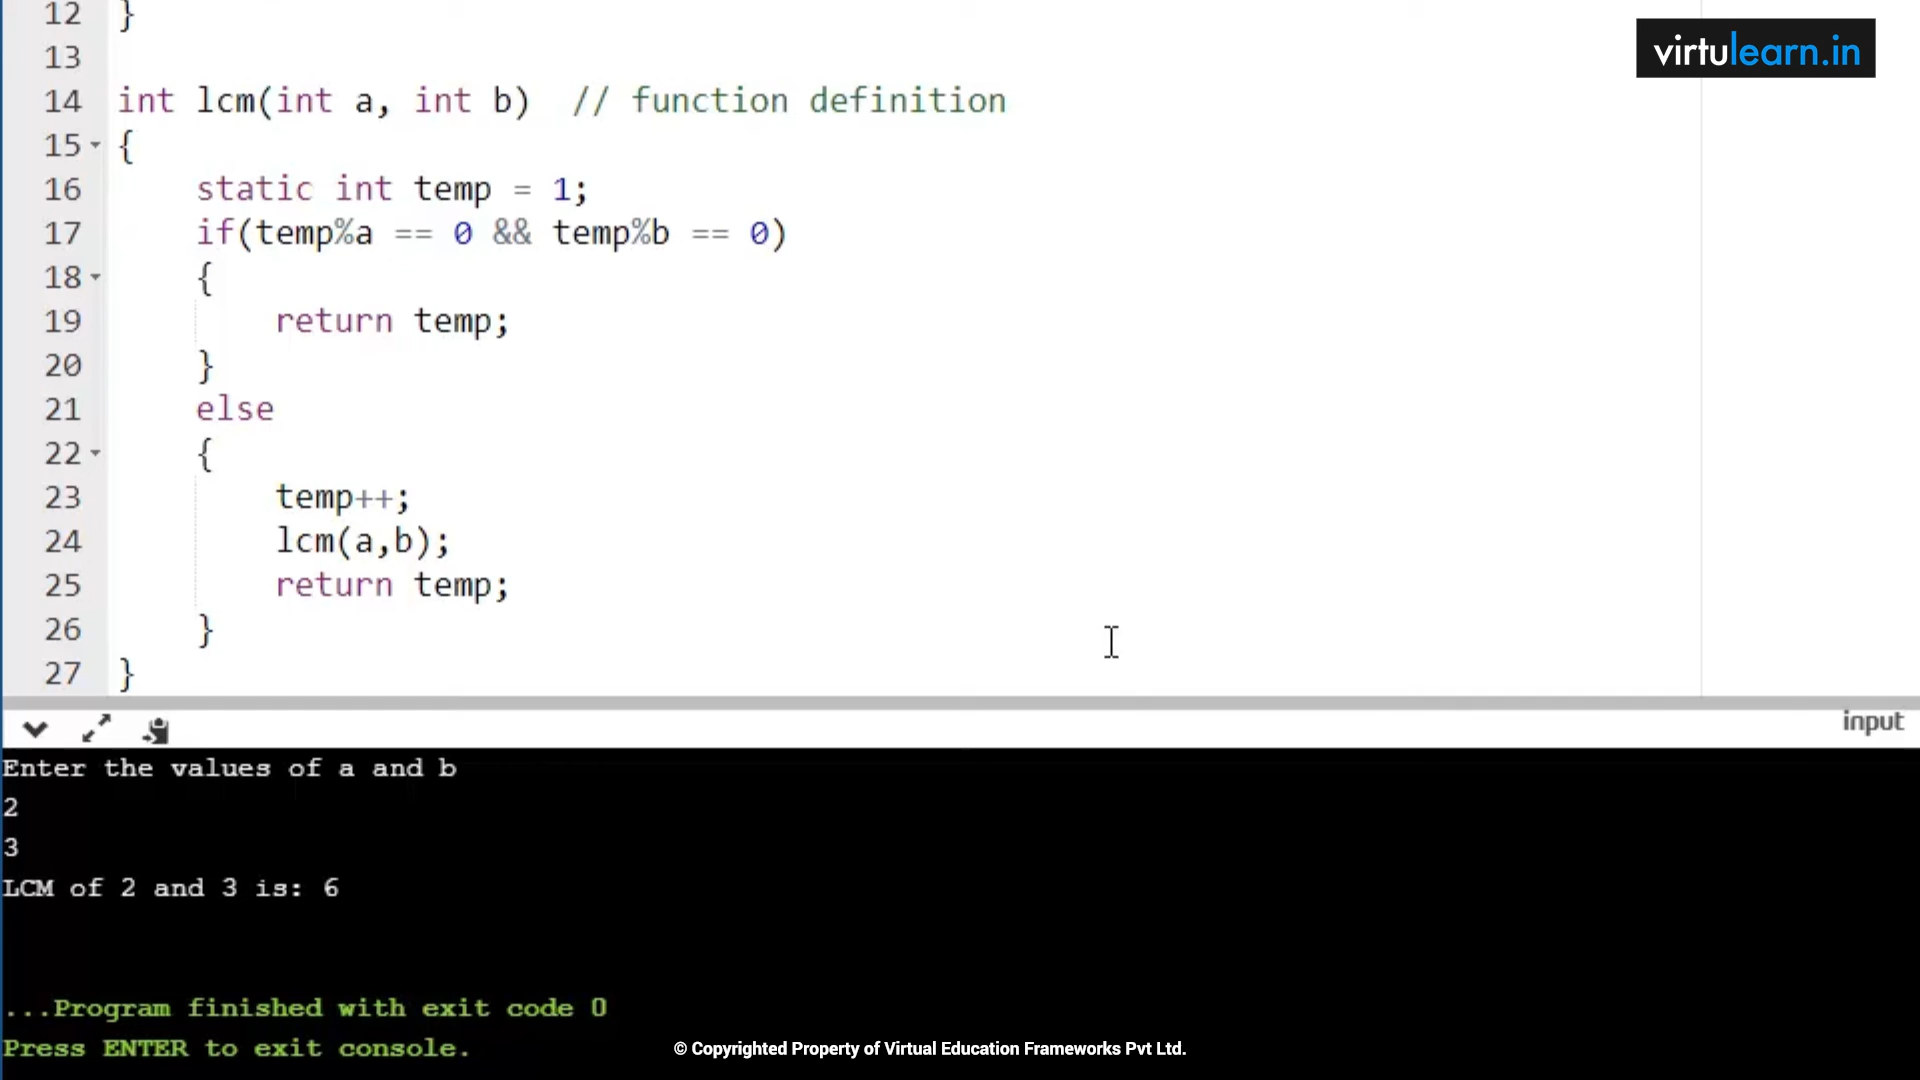 virtulearn.in
12 }
13
14 int lcm(int a, int b)  // function definition
15 {
16     static int temp = 1;
17     if(temp%a == 0 && temp%b == 0)
18     {
19         return temp;
20     }
21     else
22     {
23         temp++;
24         lcm(a,b);
25         return temp;
26     }
27 }
input
Enter the values of a and b
2
3
LCM of 2 and 3 is: 6
...Program finished with exit code 0
Press ENTER to exit console.
© Copyrighted Property of Virtual Education Frameworks Pvt Ltd.